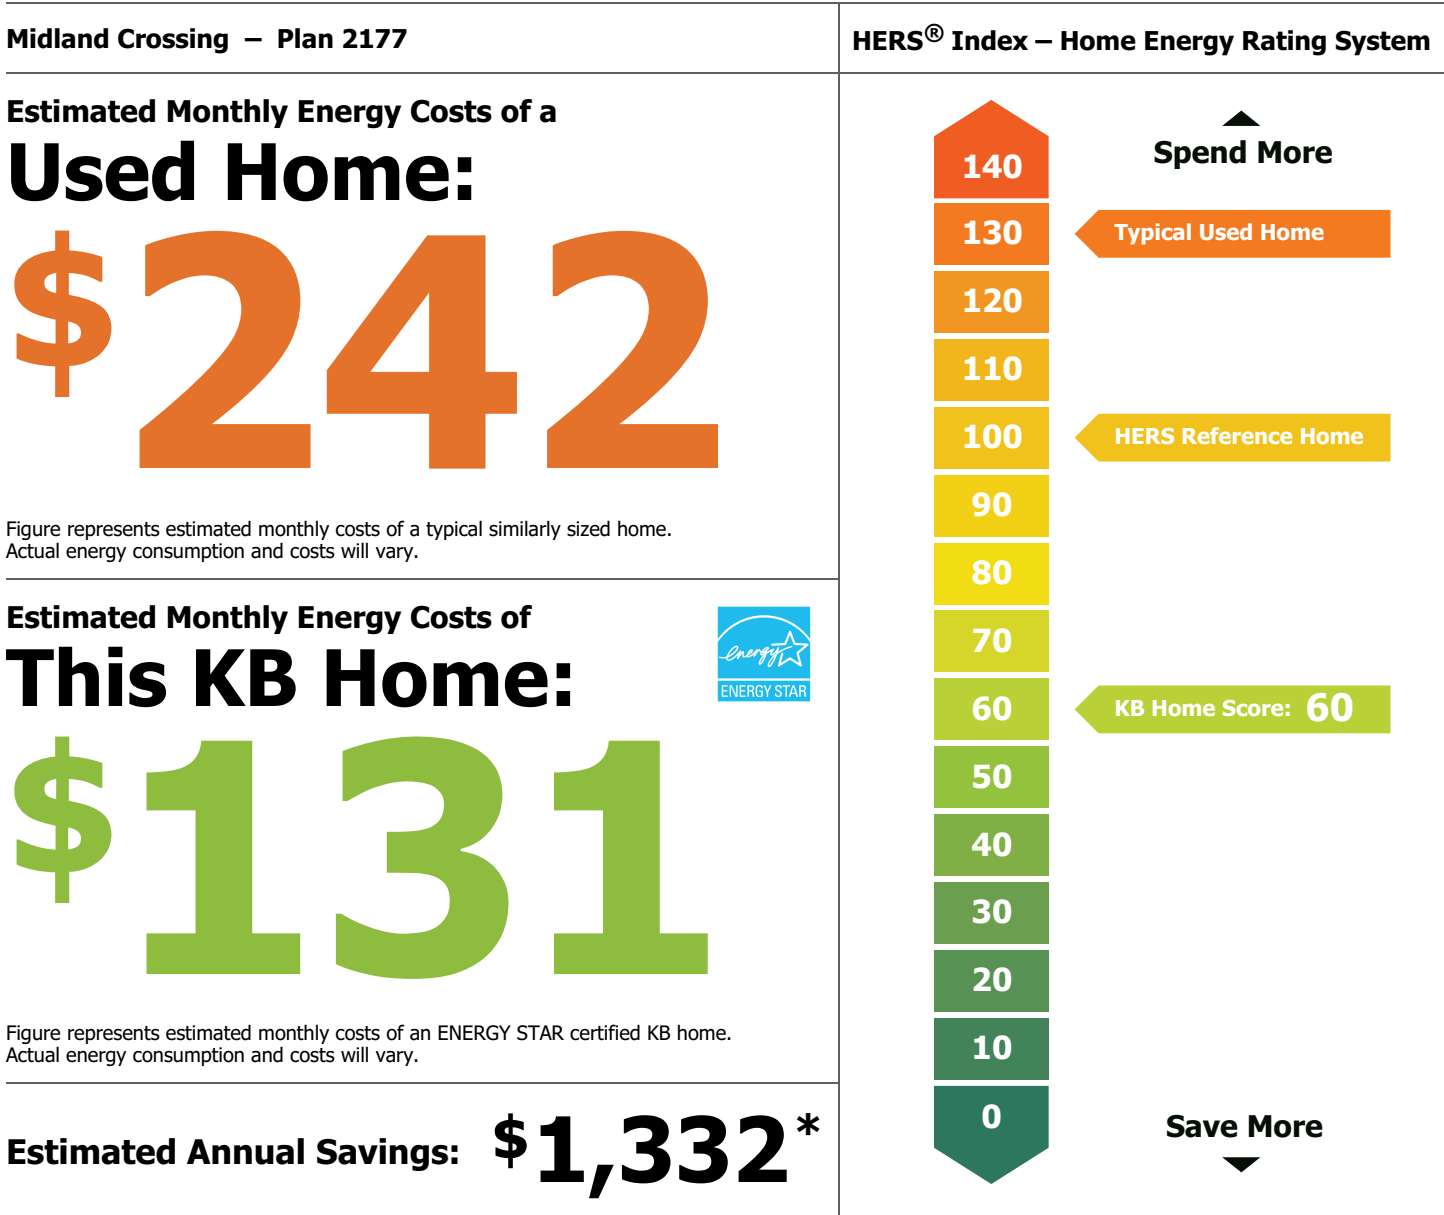 Midland Crossing – Plan 2177
Estimated Monthly Energy Costs of a
Used Home:
$242
Figure represents estimated monthly costs of a typical similarly sized home.
Actual energy consumption and costs will vary.
Estimated Monthly Energy Costs of
This KB Home:
energy
ENERGY STAR
$131
Figure represents estimated monthly costs of an ENERGY STAR certified KB home.
Actual energy consumption and costs will vary.
Estimated Annual Savings: $1,332*
HERS® Index – Home Energy Rating System
Spend More
140
130
Typical Used Home
120
110
100
HERS Reference Home
90
80
70
60
KB Home Score: 60
50
40
30
20
10
0
Save More